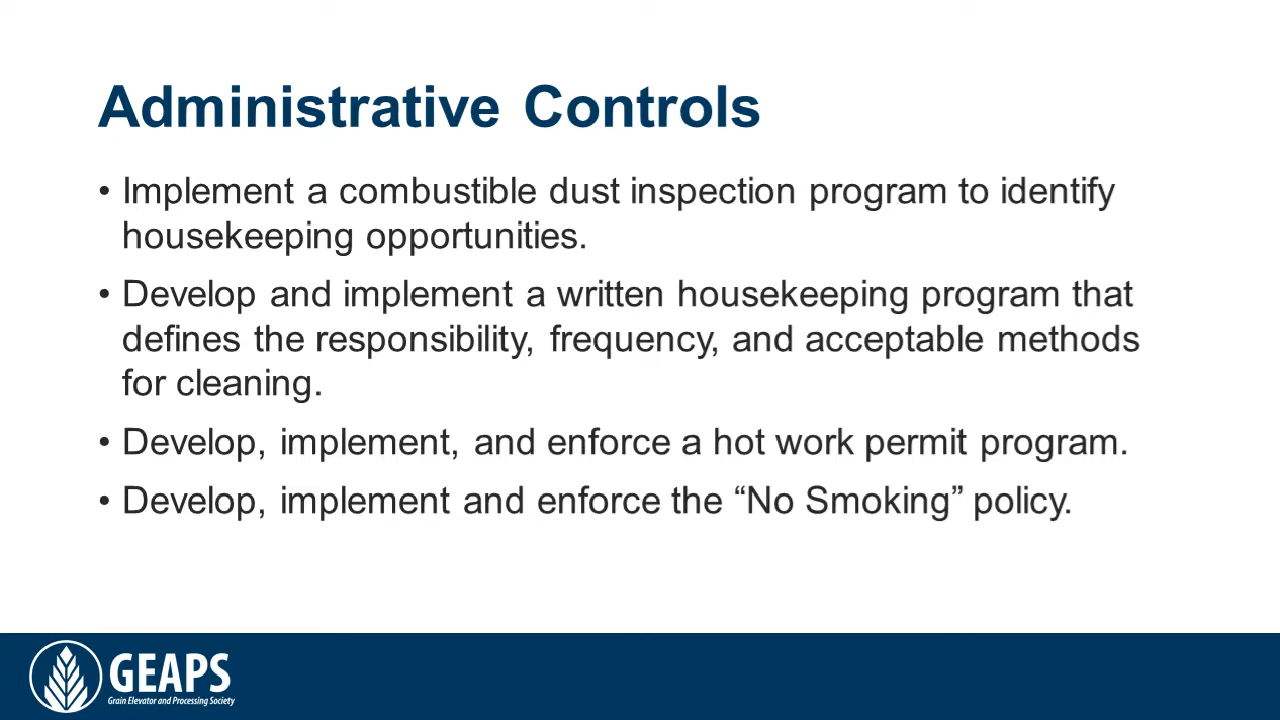 Administrative Controls
• Implement a combustible dust inspection program to identify
housekeeping opportunities.
• Develop and implement a written housekeeping program that
defines the responsibility, frequency, and acceptable methods
for cleaning.
• Develop, implement, and enforce a hot work permit program.
• Develop, implement and enforce the “No Smoking” policy.
GEAPS
Grain Elevator and Processing Society